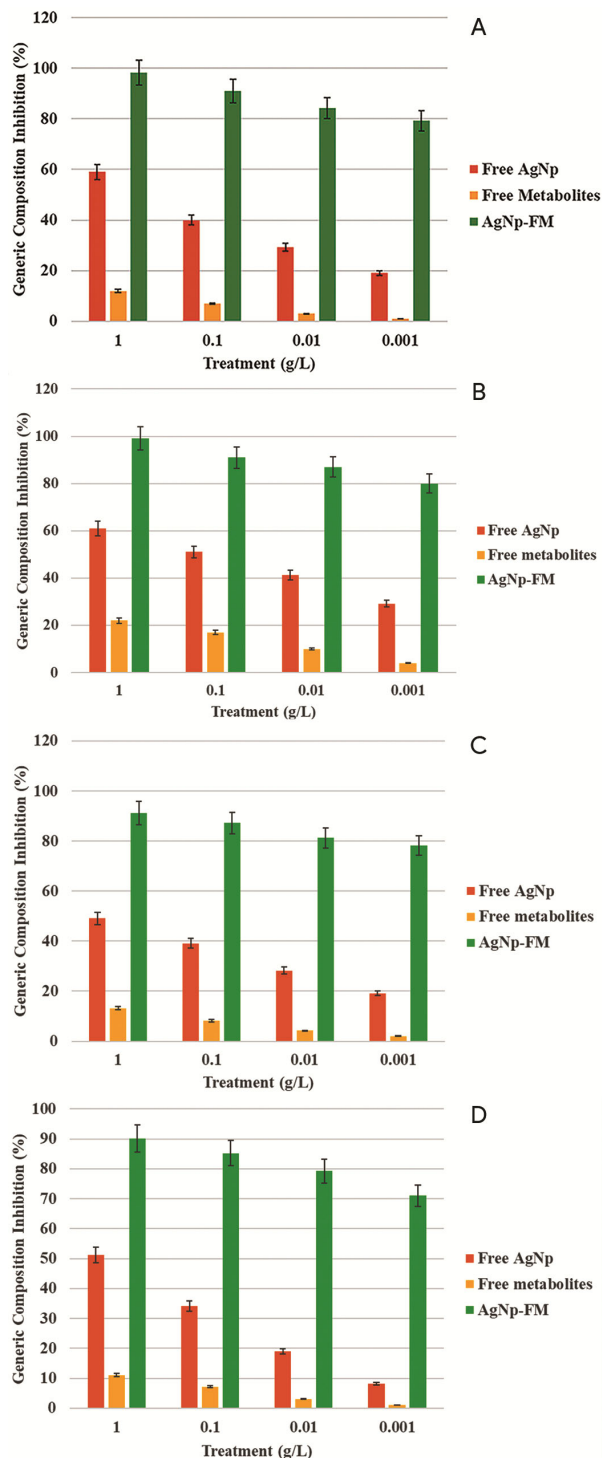 A
Generic Composition Inhibition (%)
120
100
80
60
40
20
0
1 0.1 0.01 0.001
Treatment (g/L)
Free AgNp
Free Metabolites
AgNp-FM
B
Generic Composition Inhibition (%)
120
100
80
60
40
20
0
1 0.1 0.01 0.001
Treatment (g/L)
Free AgNp
Free metabolites
AgNp-FM
C
Generic Composition Inhibition (%)
120
100
80
60
40
20
0
1 0.1 0.01 0.001
Treatment (g/L)
Free AgNp
Free metabolites
AgNp-FM
D
Generic Composition Inhibition (%)
100
90
80
70
60
50
40
30
20
10
0
1 0.1 0.01 0.001
Treatment (g/L)
Free AgNp
Free metabolites
AgNp-FM